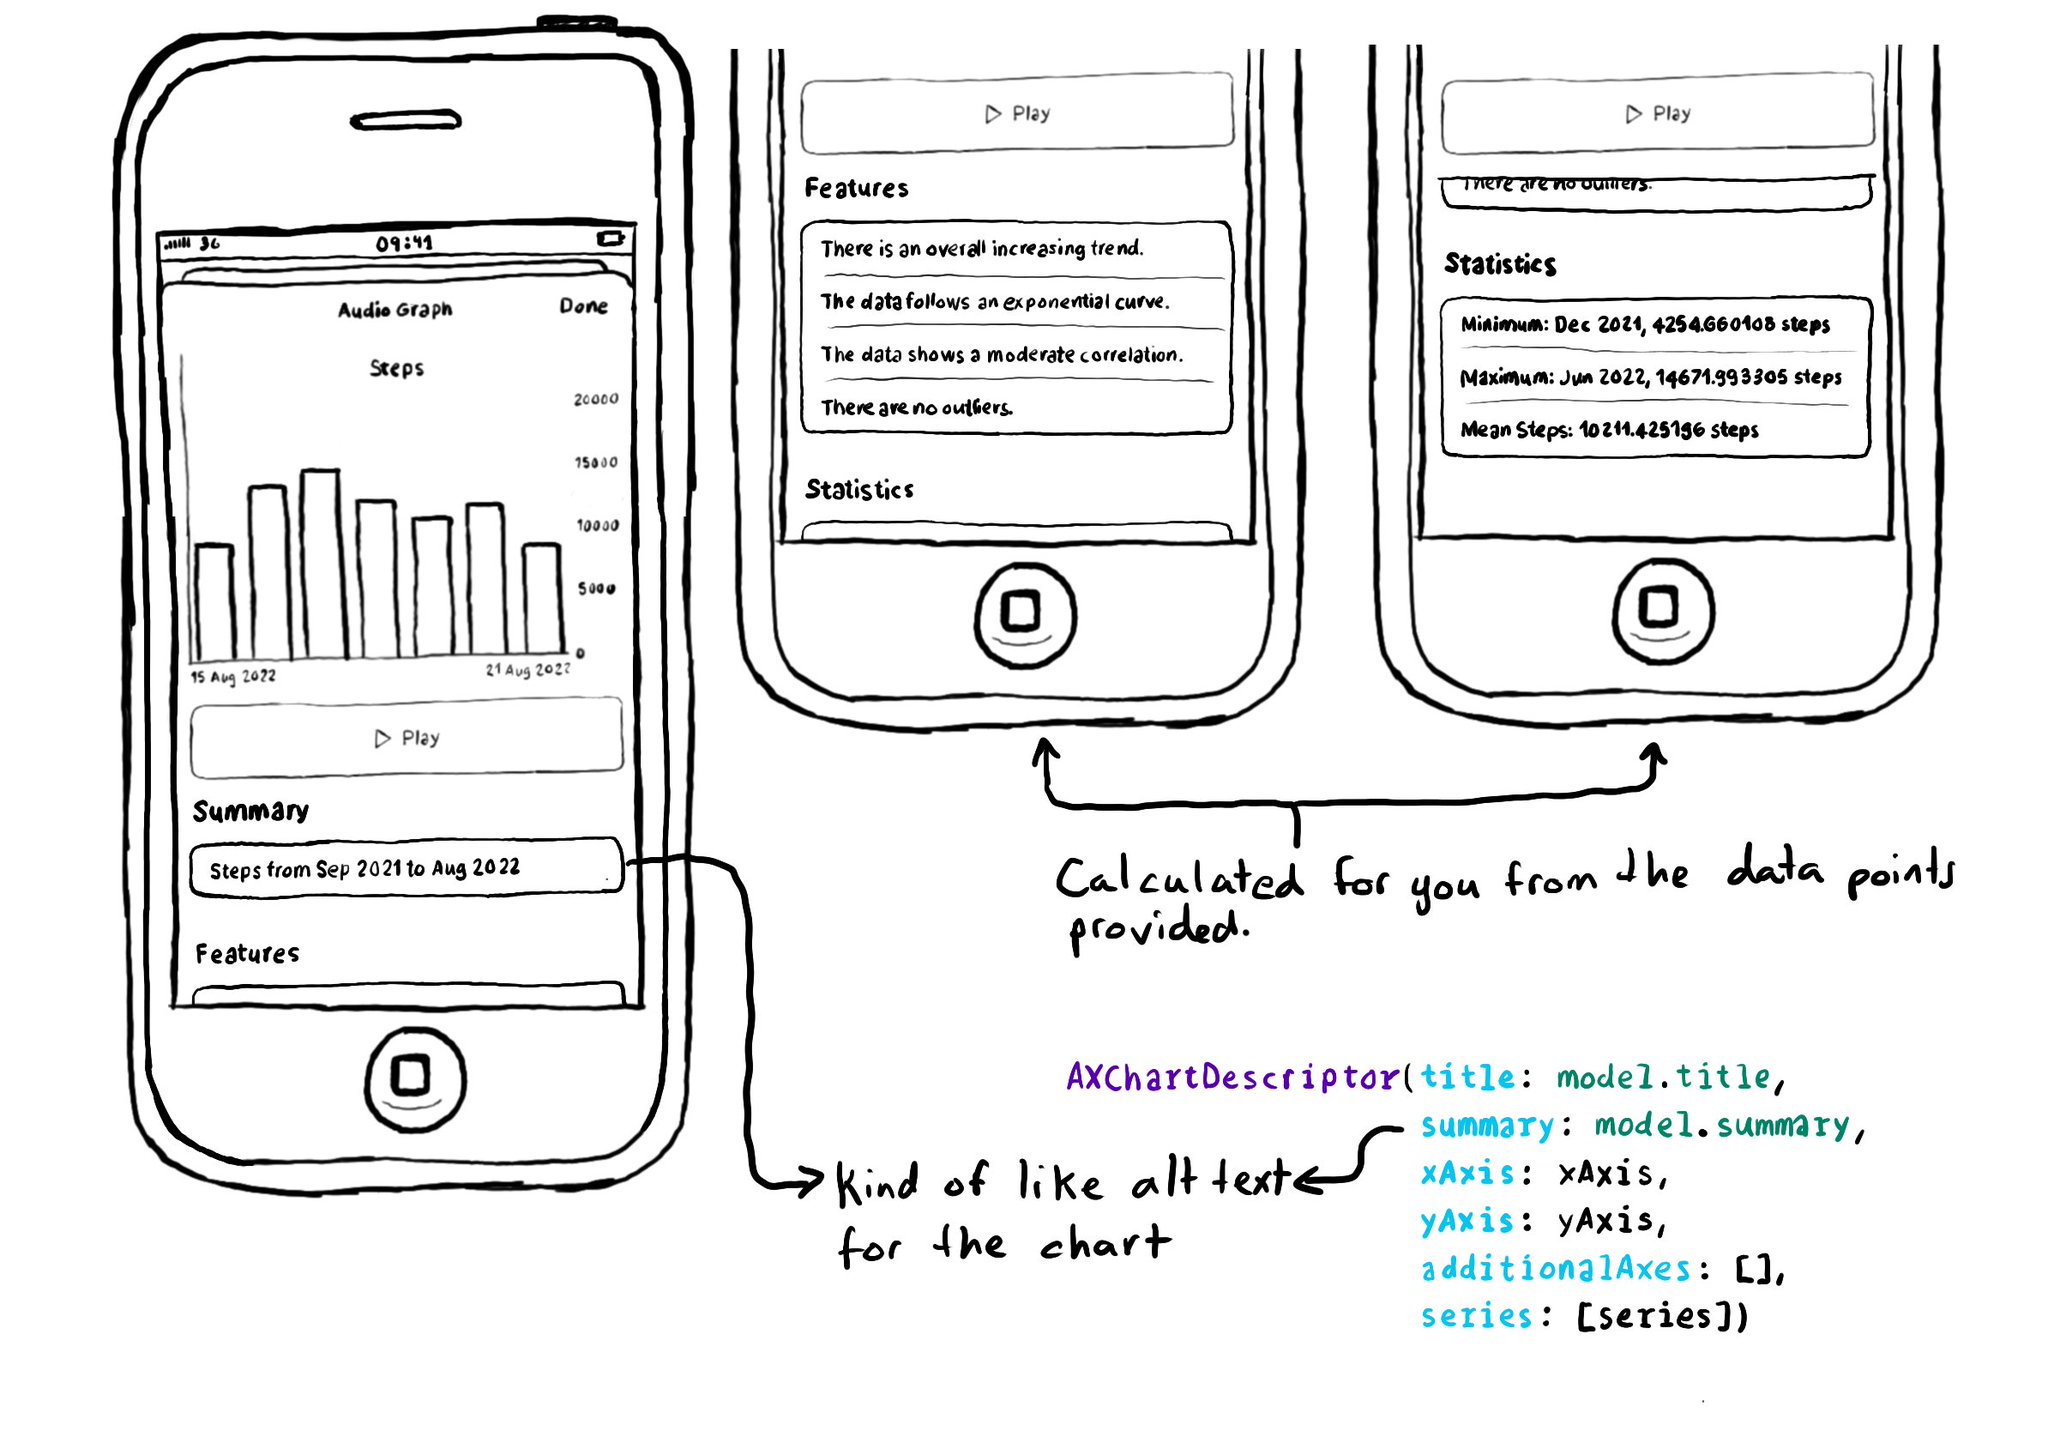 3G 09:41
Audio Graph Done
Steps
20000
15000
10000
5000
0
15 Aug 2022 21 Aug 2022
Play
Summary
Steps from Sep 2021 to Aug 2022
Features
Play
Features
There is an overall increasing trend.
The data follows an exponential curve.
The data shows a moderate correlation.
There are no outliers.
Statistics
Play
There are no outliers.
Statistics
Minimum: Dec 2021, 4254.660108 steps
Maximum: Jun 2022, 14671.993305 steps
Mean Steps: 10211.425196 steps
Calculated for you from the data points
provided.
Kind of like alt text
for the chart
AXChartDescriptor(title: model.title,
summary: model.summary,
xAxis: xAxis,
yAxis: yAxis,
additionalAxes: [],
series: [series])